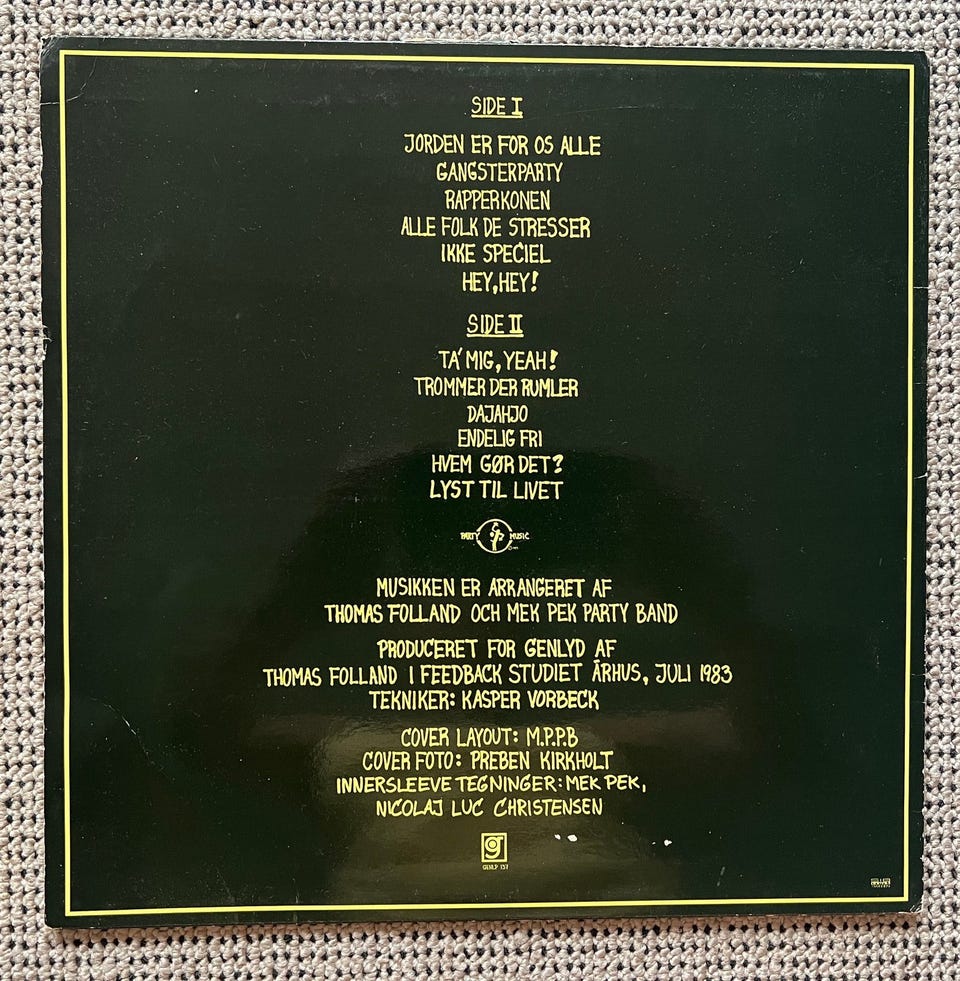 SIDE I
JORDEN ER FOR OS ALLE
GANGSTERPARTY
RAPPERKONEN
ALLE FOLK DE STRESSER
IKKE SPECIEL
HEY, HEY!
SIDE II
TA' MIG, YEAH!
TROMMER DER RUMLER
DAJAHJO
ENDELIG FRI
HVEM GØR DET?
LYST TIL LIVET
PARTY MUSIC
MUSIKKEN ER ARRANGERET AF
THOMAS FOLLAND OCH MEK PEK PARTY BAND
PRODUCERET FOR GENLYD AF
THOMAS FOLLAND I FEEDBACK STUDIET ÅRHUS, JULI 1983
TEKNIKER: KASPER VORBECK
COVER LAYOUT: M.P.P.B
COVER FOTO: PREBEN KIRKHOLT
INNERSLEEVE TEGNINGER: MEK PEK,
NICOLAJ LUC CHRISTENSEN
g
GENLP 157